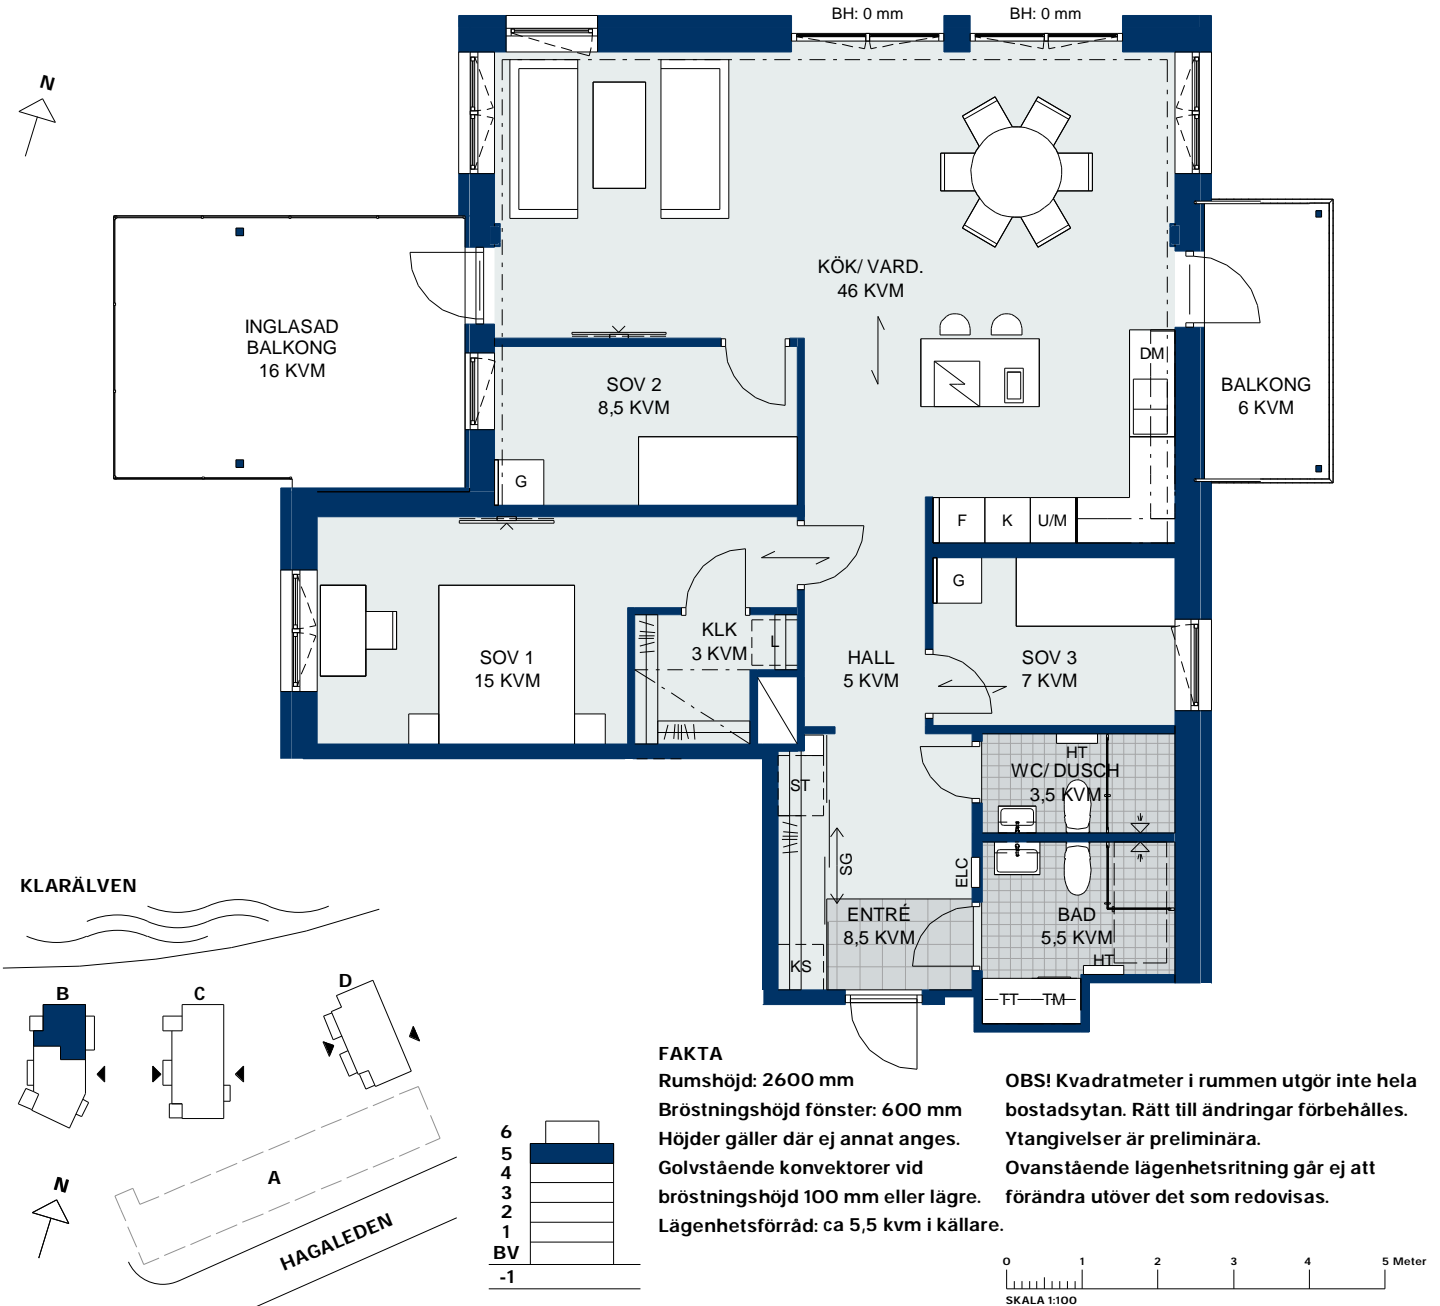 BH: 0 mm
BH: 0 mm
N
KÖK/ VARD.
46 KVM
INGLASAD
BALKONG
16 KVM
SOV 2
8,5 KVM
DM
BALKONG
6 KVM
G
F
K
U/M
G
KLK
3 KVM
L
SOV 1
15 KVM
HALL
5 KVM
SOV 3
7 KVM
HT
WC/ DUSCH
3,5 KVM
ST
SG
ELC
ENTRÉ
8,5 KVM
BAD
5,5 KVM
KS
HT
TT
TM
KLARÄLVEN
B
C
D
A
N
HAGALEDEN
6
5
4
3
2
1
BV
-1
FAKTA
Rumshöjd: 2600 mm
Bröstningshöjd fönster: 600 mm
Höjder gäller där ej annat anges.
Golvstående konvektorer vid
bröstningshöjd 100 mm eller lägre.
Lägenhetsförråd: ca 5,5 kvm i källare.
OBS! Kvadratmeter i rummen utgör inte hela
bostadsytan. Rätt till ändringar förbehålles.
Ytangivelser är preliminära.
Ovanstående lägenhetsritning går ej att
förändra utöver det som redovisas.
0 1 2 3 4 5 Meter
SKALA 1:100